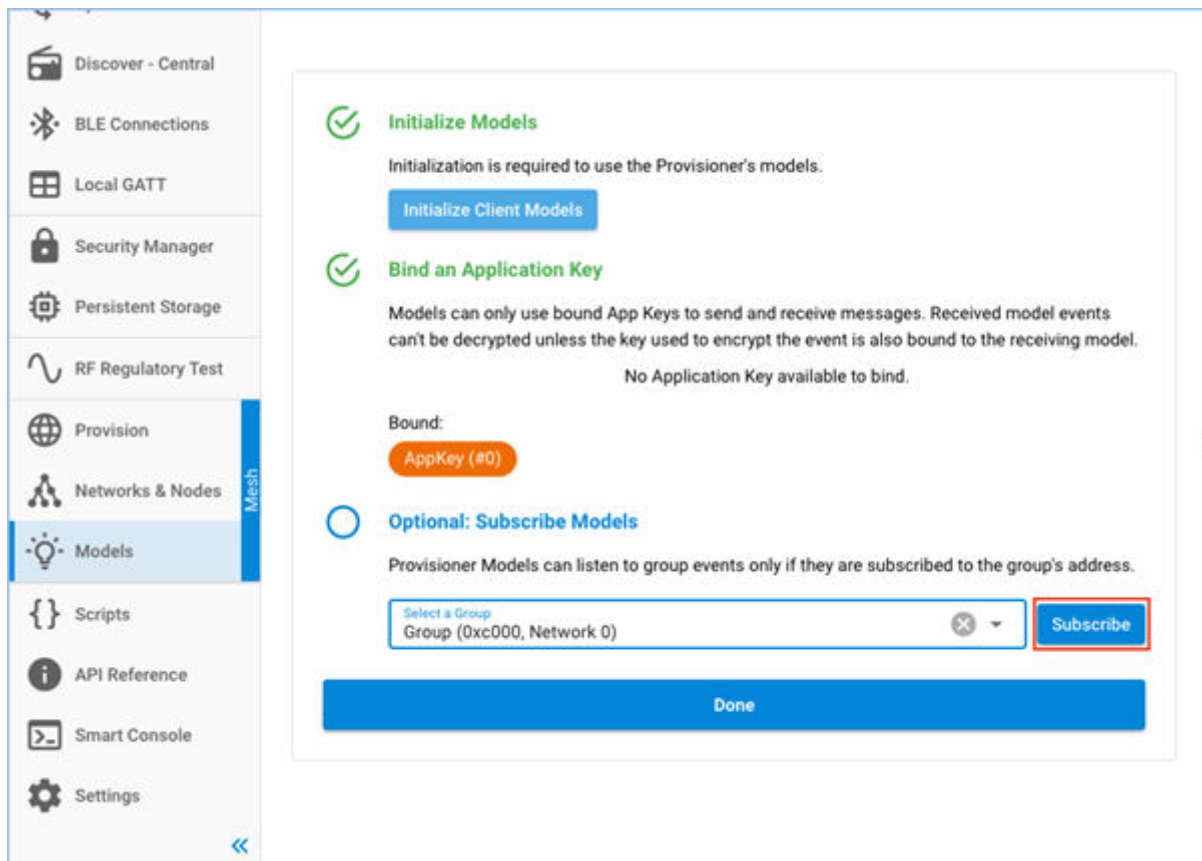 Discover - Central
BLE Connections
Local GATT
Security Manager
Persistent Storage
RF Regulatory Test
Provision
Networks & Nodes
Models
Mesh
Scripts
API Reference
Smart Console
Settings
Initialize Models
Initialization is required to use the Provisioner's models.
Initialize Client Models
Bind an Application Key
Models can only use bound App Keys to send and receive messages. Received model events
can't be decrypted unless the key used to encrypt the event is also bound to the receiving model.
No Application Key available to bind.
Bound:
AppKey (#0)
Optional: Subscribe Models
Provisioner Models can listen to group events only if they are subscribed to the group's address.
Select a Group
Group (0xc000, Network 0)
Subscribe
Done